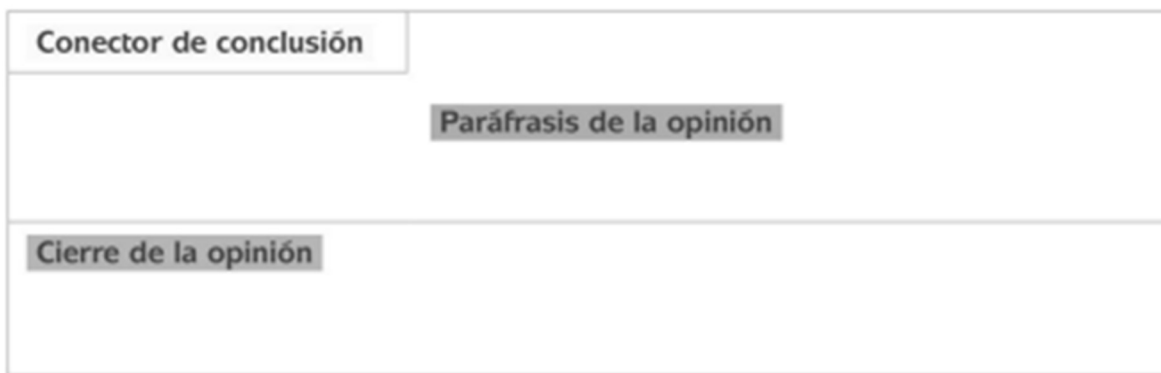 Conector de conclusión
Paráfrasis de la opinión
Cierre de la opinión